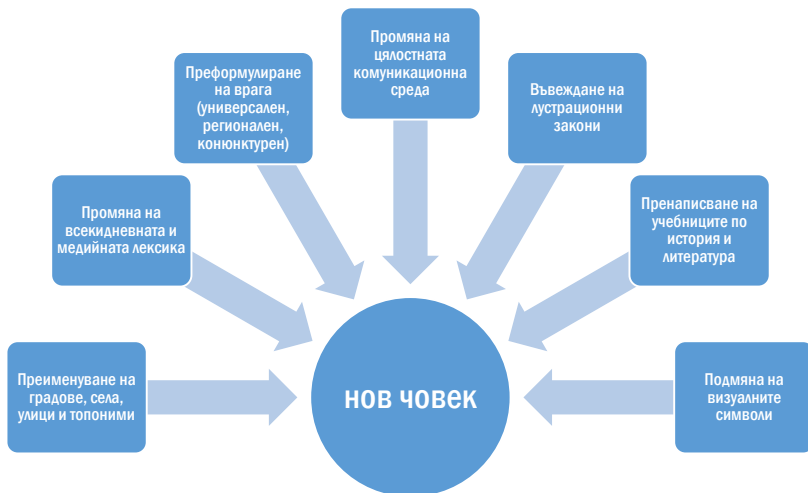 Преименуване на
градове, села,
улици и топоними
Промяна на
всекидневната и
медийната лексика
Преформулиране
на врага
(универсален,
регионален,
конюнктурен)
Промяна на
цялостната
комуникационна
среда
Въвеждане на
лустрационни
закони
Пренаписване на
учебниците по
история и
литература
Подмяна на
визуалните
символи
нов човек